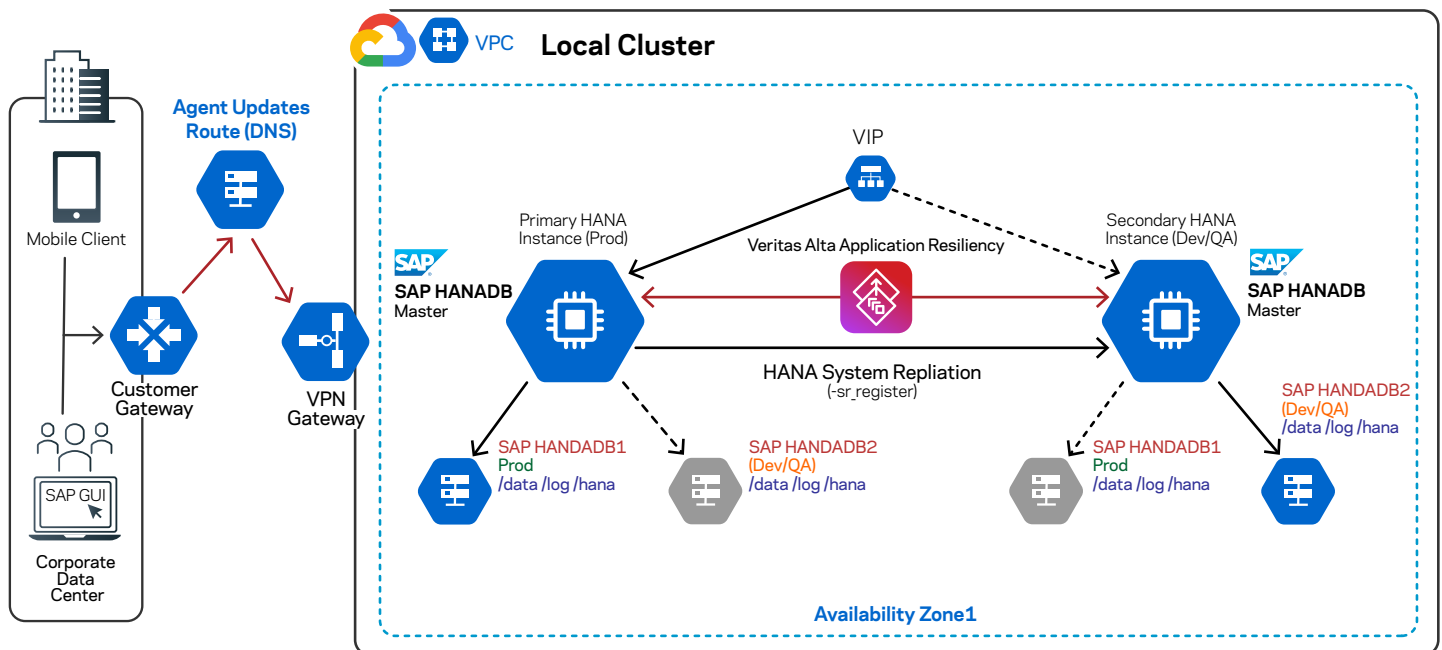 VPC
Local Cluster
Agent Updates
Route (DNS)
Mobile Client
Customer
Gateway
VPN
Gateway
SAP GUI
Corporate
Data
Center
VIP
Primary HANA
Instance (Prod)
SAP
SAP HANADB
Master
Veritas Alta Application Resiliency
Secondary HANA
Instance (Dev/QA)
SAP
SAP HANADB
Master
HANA System Repliation
(-sr_register)
SAP HANDADB1
Prod
/data /log /hana
SAP HANDADB2
(Dev/QA)
/data /log /hana
SAP HANDADB1
Prod
/data /log /hana
SAP HANDADB2
(Dev/QA)
/data /log /hana
Availability Zone1